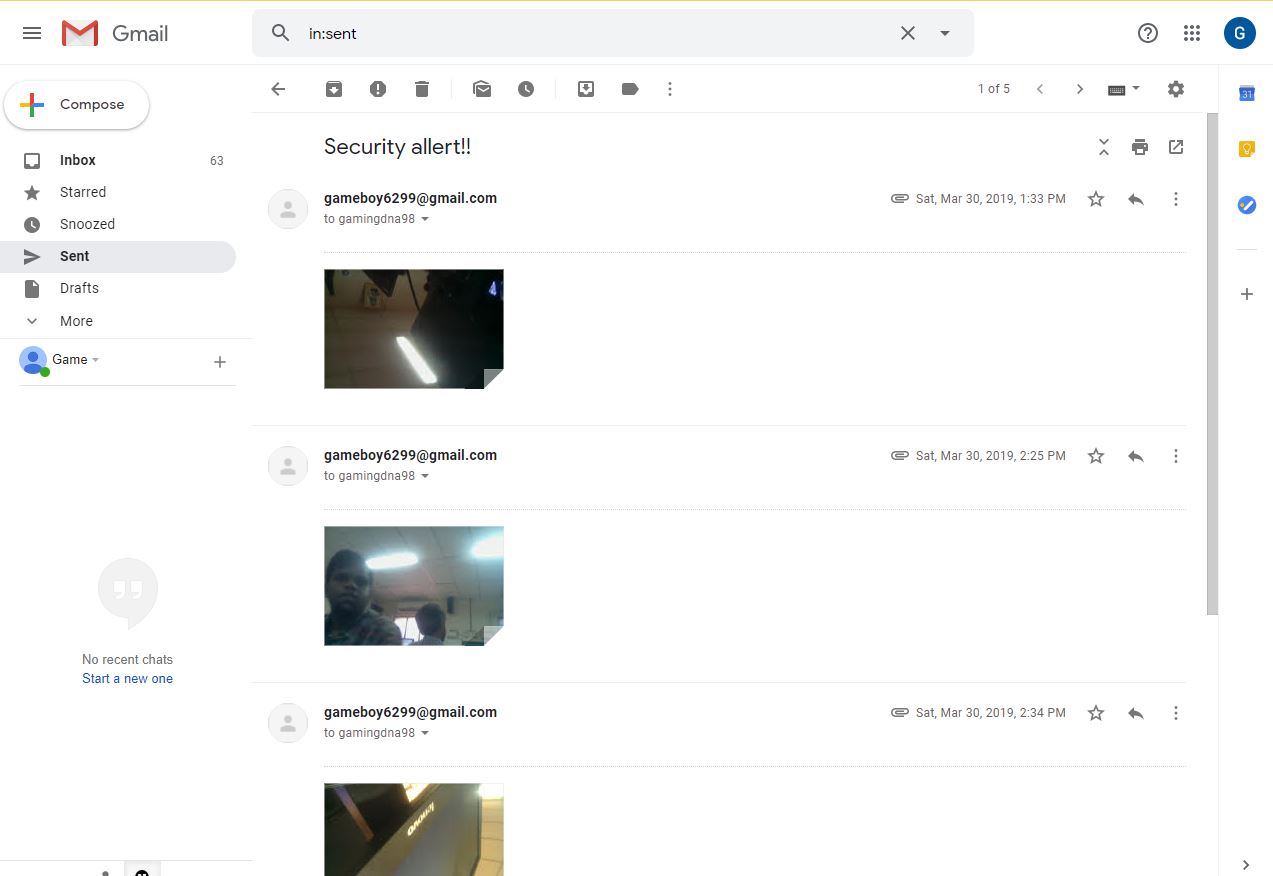 Gmail
in:sent
G
Compose
1 of 5
31
Inbox 63
Starred
Snoozed
Sent
Drafts
More
Game
No recent chats
Start a new one
Security allert!!
gameboy6299@gmail.com Sat, Mar 30, 2019, 1:33 PM
to gamingdna98
gameboy6299@gmail.com Sat, Mar 30, 2019, 2:25 PM
to gamingdna98
gameboy6299@gmail.com Sat, Mar 30, 2019, 2:34 PM
to gamingdna98
lenovo